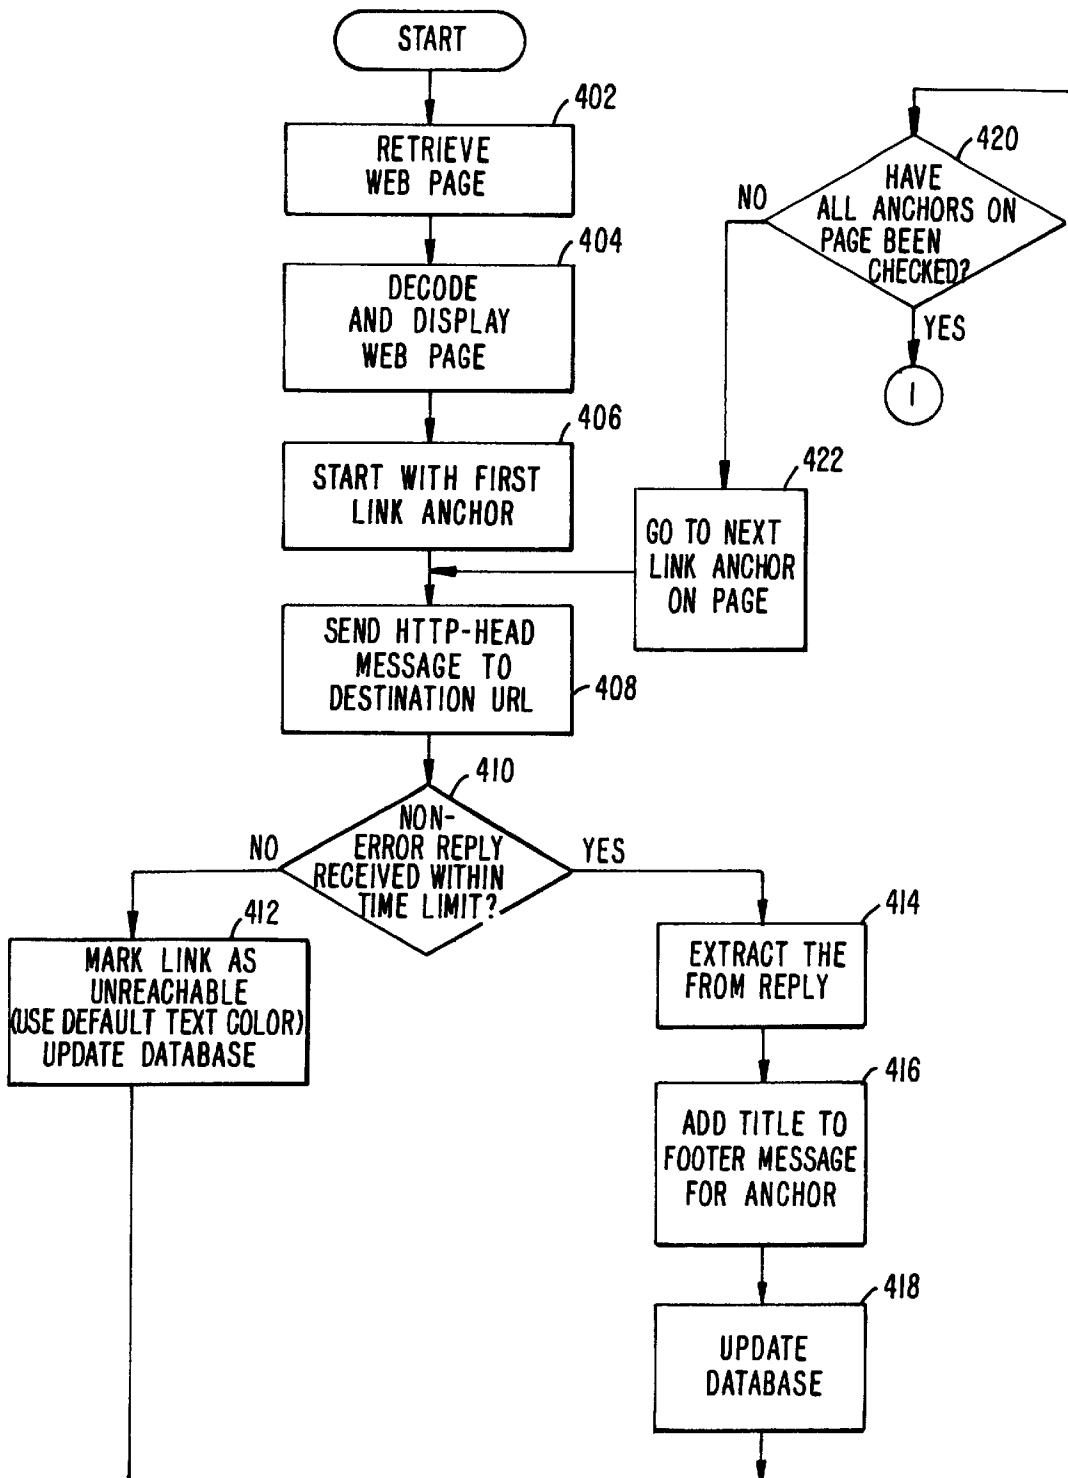 START
402
RETRIEVE
WEB PAGE
404
DECODE
AND DISPLAY
WEB PAGE
406
START WITH FIRST
LINK ANCHOR
SEND HTTP-HEAD
MESSAGE TO
DESTINATION URL
408
410
NON-
ERROR REPLY
RECEIVED WITHIN
TIME LIMIT?
NO
YES
412
MARK LINK AS
UNREACHABLE
(USE DEFAULT TEXT COLOR)
UPDATE DATABASE
414
EXTRACT THE
FROM REPLY
416
ADD TITLE TO
FOOTER MESSAGE
FOR ANCHOR
418
UPDATE
DATABASE
420
HAVE
ALL ANCHORS ON
PAGE BEEN
CHECKED?
NO
YES
1
422
GO TO NEXT
LINK ANCHOR
ON PAGE